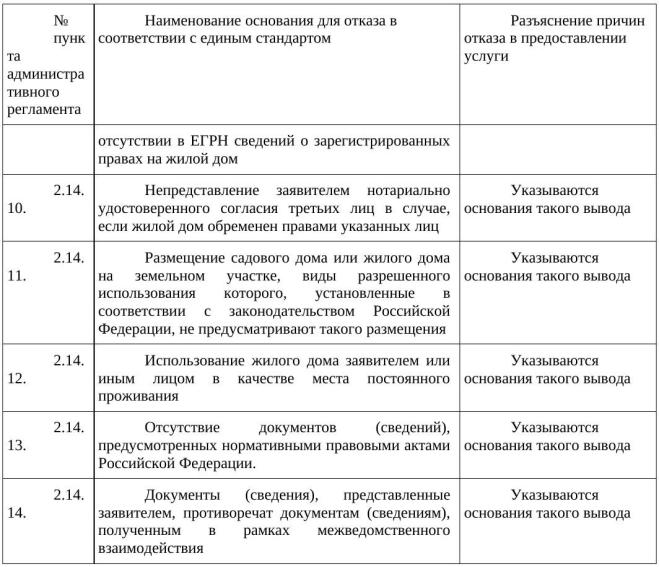 №
пунк
та
администра
тивного
регламента
Наименование основания для отказа в
соответствии с единым стандартом
Разъяснение причин
отказа в предоставлении
услуги
отсутствии в ЕГРН сведений о зарегистрированных
правах на жилой дом
2.14.
10.
Непредставление заявителем нотариально
удостоверенного согласия третьих лиц в случае,
если жилой дом обременен правами указанных лиц
Указываются
основания такого вывода
2.14.
11.
Размещение садового дома или жилого дома
на земельном участке, виды разрешенного
использования которого, установленные в
соответствии с законодательством Российской
Федерации, не предусматривают такого размещения
Указываются
основания такого вывода
2.14.
12.
Использование жилого дома заявителем или
иным лицом в качестве места постоянного
проживания
Указываются
основания такого вывода
2.14.
13.
Отсутствие документов (сведений),
предусмотренных нормативными правовыми актами
Российской Федерации.
Указываются
основания такого вывода
2.14.
14.
Документы (сведения), представленные
заявителем, противоречат документам (сведениям),
полученным в рамках межведомственного
взаимодействия
Указываются
основания такого вывода